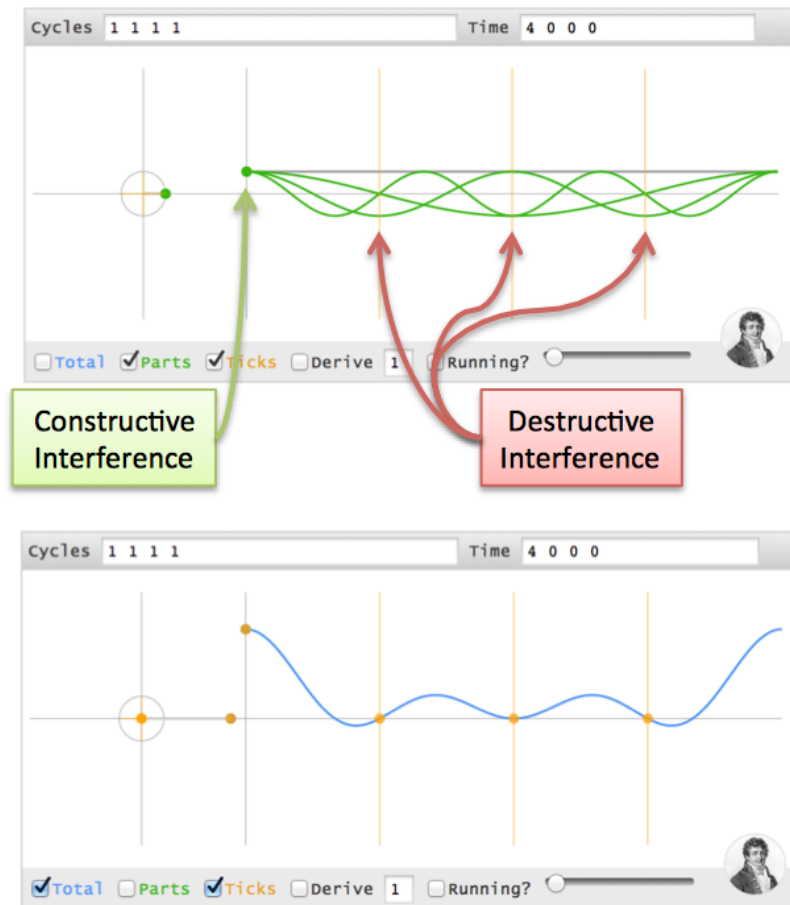 Cycles 1 1 1 1 Time 4 0 0 0
Total Parts Ticks Derive 1 Running?
Constructive
Interference
Destructive
Interference
Cycles 1 1 1 1 Time 4 0 0 0
Total Parts Ticks Derive 1 Running?